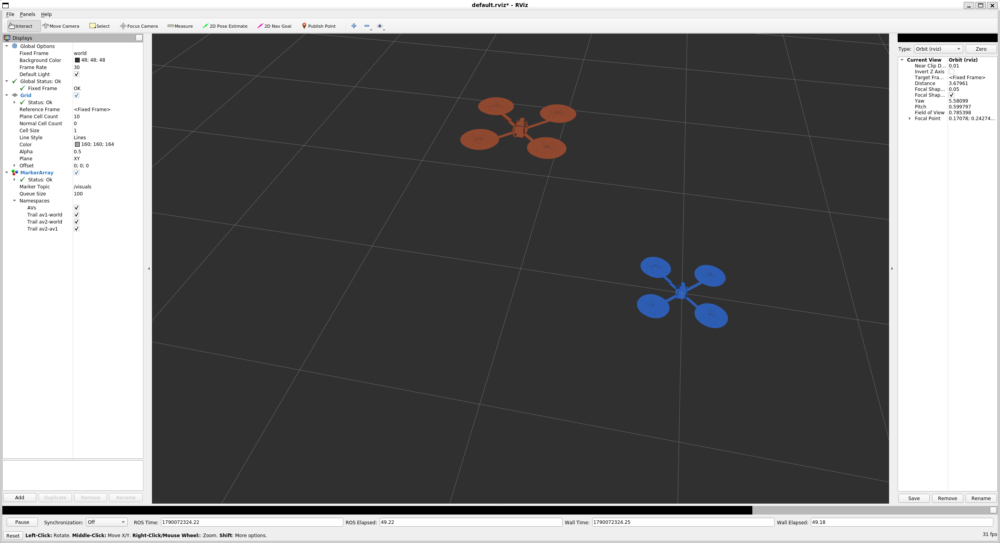 default.rviz* - RViz
File Panels Help
Interact Move Camera Select Focus Camera Measure 2D Pose Estimate 2D Nav Goal Publish Point
Displays
Global Options
Fixed Frame world
Background Color 48; 48; 48
Frame Rate 30
Default Light
Global Status: Ok
Fixed Frame OK
Grid
Status: Ok
Reference Frame <Fixed Frame>
Plane Cell Count 10
Normal Cell Count 0
Cell Size 1
Line Style Lines
Color 160; 160; 164
Alpha 0.5
Plane XY
Offset 0; 0; 0
MarkerArray
Status: Ok
Marker Topic /visuals
Queue Size 100
Namespaces
AVs
Trail av1-world
Trail av2-world
Trail av2-av1
Add Duplicate Remove Rename
Type: Orbit (rviz) Zero
Current View Orbit (rviz)
Near Clip D... 0.01
Invert Z Axis
Target Fra... <Fixed Frame>
Distance 3.67961
Focal Shap... 0.05
Focal Shap...
Yaw 5.58099
Pitch 0.599797
Field of View 0.785398
Focal Point 0.17078; 0.24274...
Save Remove Rename
Pause Synchronization: Off ROS Time: 1790072324.22 ROS Elapsed: 49.22 Wall Time: 1790072324.25 Wall Elapsed: 49.18
Reset Left-Click: Rotate. Middle-Click: Move X/Y. Right-Click/Mouse Wheel:: Zoom. Shift: More options. 31 fps